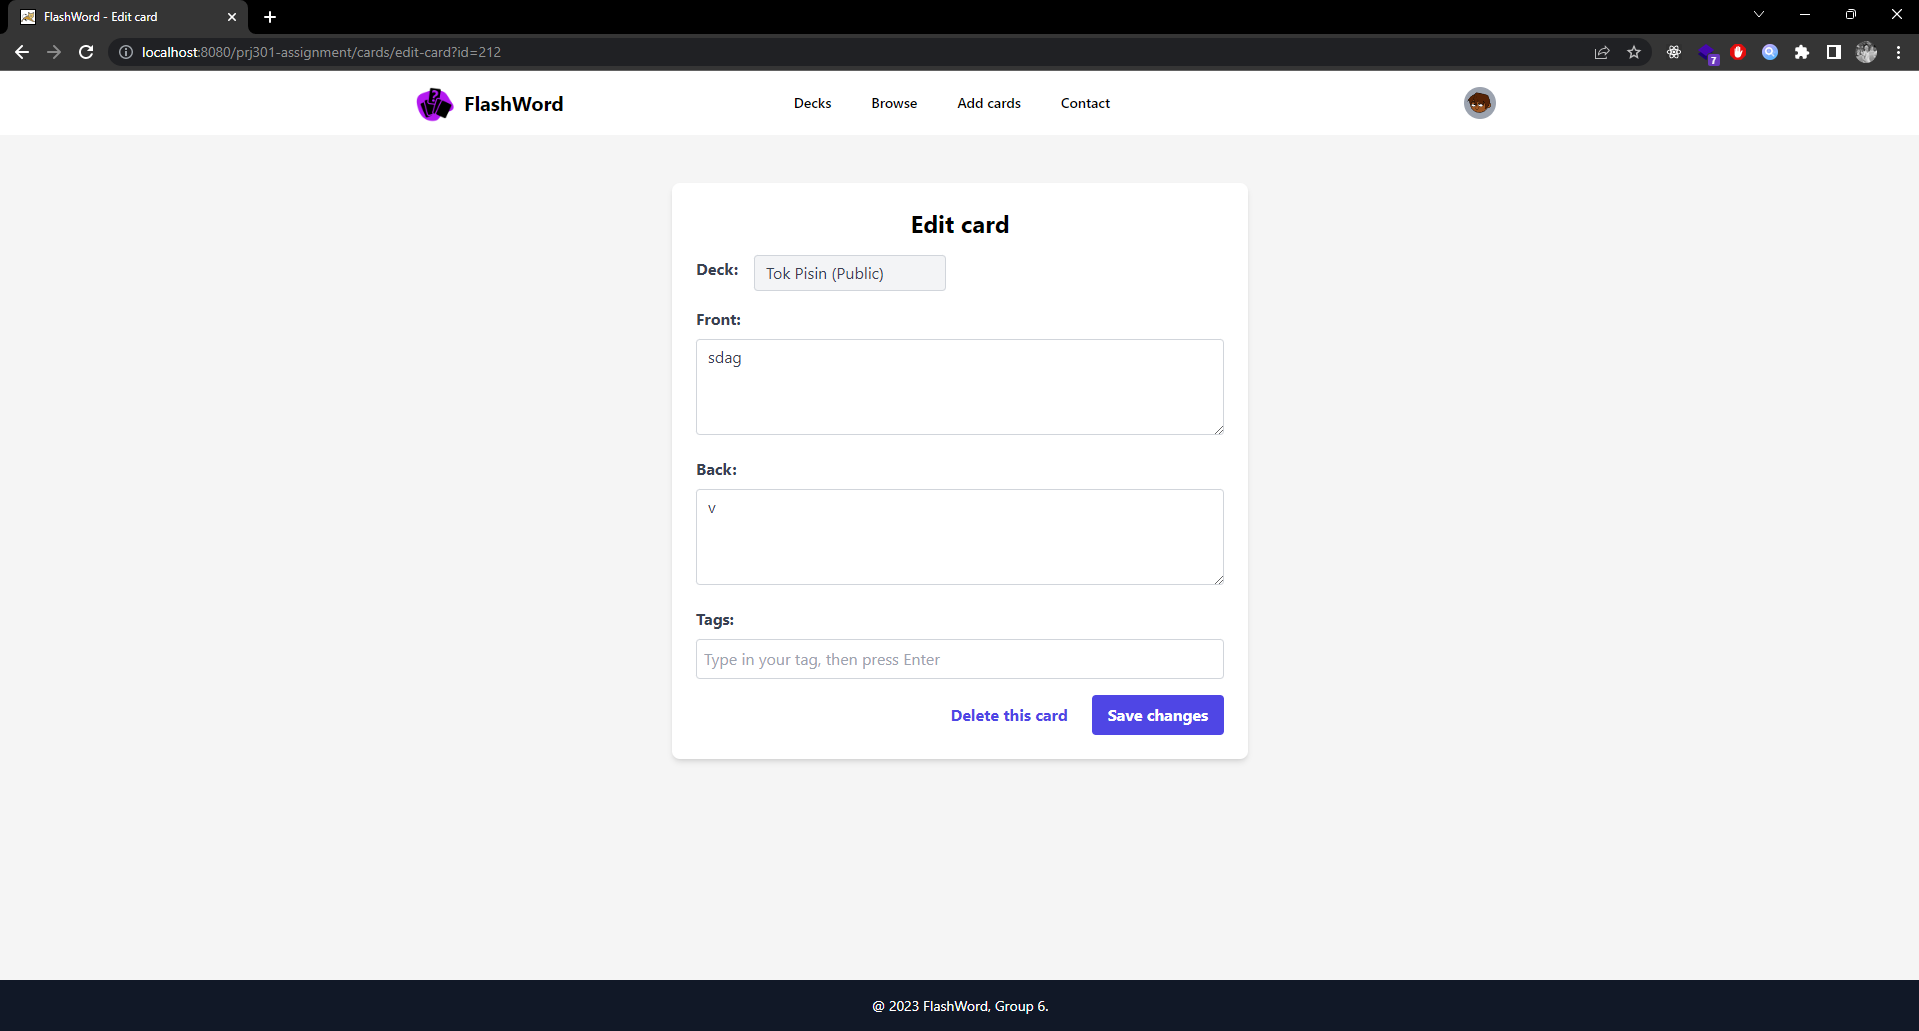 FlashWord - Edit card
localhost:8080/prj301-assignment/cards/edit-card?id=212
7
FlashWord
Decks
Browse
Add cards
Contact
Edit card
Deck:
Tok Pisin (Public)
Front:
sdag
Back:
v
Tags:
Type in your tag, then press Enter
Delete this card
Save changes
@ 2023 FlashWord, Group 6.